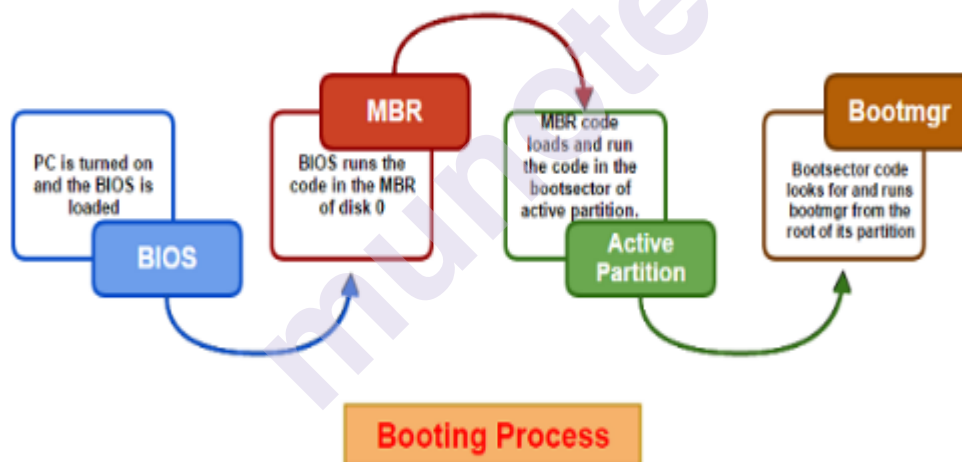 PC is turned on
and the BIOS is
loaded
BIOS
MBR
BIOS runs the
code in the MBR
of disk 0
MBR code
loads and run
the code in the
bootsector of
active partition.
Active
Partition
Bootmgr
Bootsector code
looks for and runs
bootmgr from the
root of its partition
Booting Process
munote